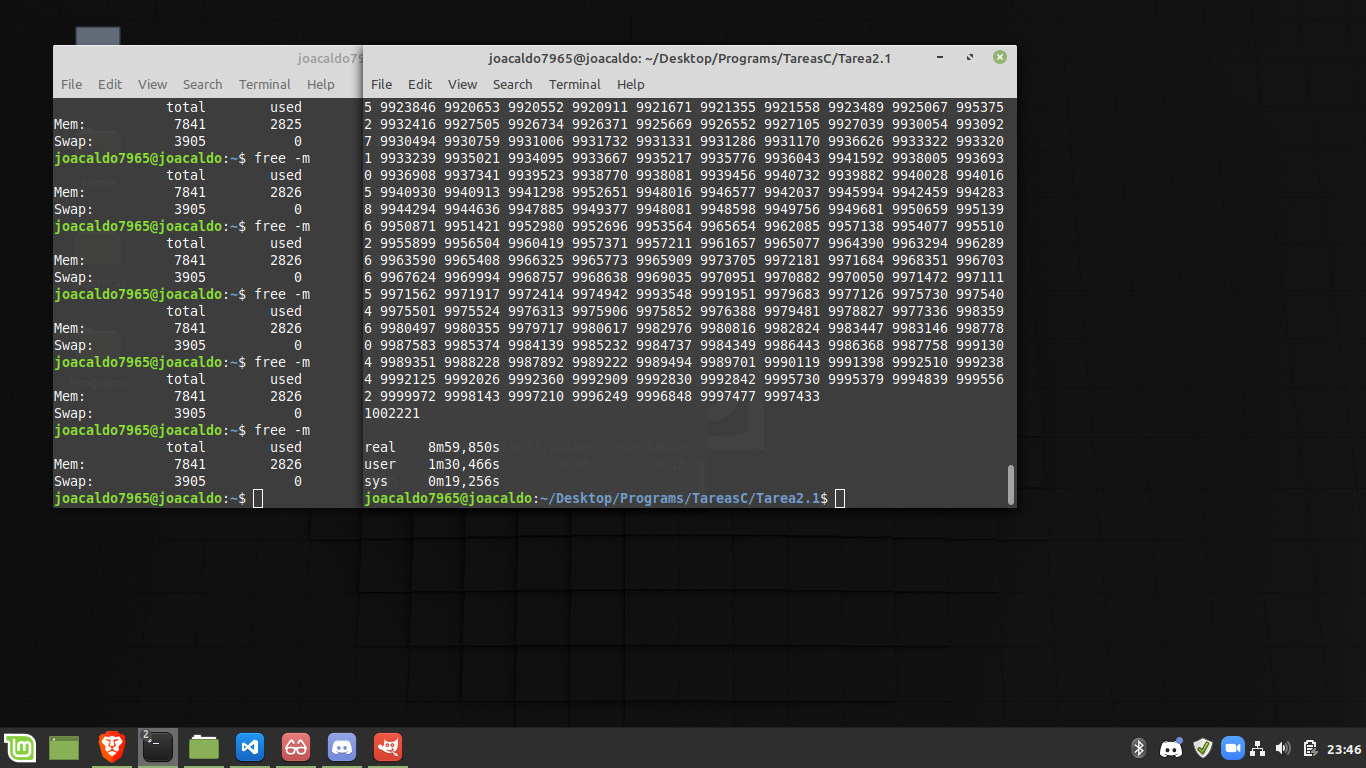 joacaldo79
File Edit View Search Terminal Help
total used
Mem: 7841 2825
Swap: 3905 0
joacaldo7965@joacaldo:~$ free -m
total used
Mem: 7841 2826
Swap: 3905 0
joacaldo7965@joacaldo:~$ free -m
total used
Mem: 7841 2826
Swap: 3905 0
joacaldo7965@joacaldo:~$ free -m
total used
Mem: 7841 2826
Swap: 3905 0
joacaldo7965@joacaldo:~$ free -m
total used
Mem: 7841 2826
Swap: 3905 0
joacaldo7965@joacaldo:~$ free -m
total used
Mem: 7841 2826
Swap: 3905 0
joacaldo7965@joacaldo:~$
joacaldo7965@joacaldo: ~/Desktop/Programs/TareasC/Tarea2.1
File Edit View Search Terminal Help
5 9923846 9920653 9920552 9920911 9921671 9921355 9921558 9923489 9925067 995375
2 9932416 9927505 9926734 9926371 9925669 9926552 9927105 9927039 9930054 993092
7 9930494 9930759 9931006 9931732 9931331 9931286 9931170 9936626 9933322 993320
1 9933239 9935021 9934095 9933667 9935217 9935776 9936043 9941592 9938005 993693
0 9936908 9937341 9939523 9938770 9938081 9939456 9940732 9939882 9940028 994016
5 9940930 9940913 9941298 9952651 9948016 9946577 9942037 9945994 9942459 994283
8 9944294 9944636 9947885 9949377 9948081 9948598 9949756 9949681 9950659 995139
6 9950871 9951421 9952980 9952696 9953564 9965654 9962085 9957138 9954077 995510
2 9955899 9956504 9960419 9957371 9957211 9961657 9965077 9964390 9963294 996289
6 9963590 9965408 9966325 9965773 9965909 9973705 9972181 9971684 9968351 996703
6 9967624 9969994 9968757 9968638 9969035 9970951 9970882 9970050 9971472 997111
5 9971562 9971917 9972414 9974942 9993548 9991951 9979683 9977126 9975730 997540
4 9975501 9975524 9976313 9975906 9975852 9976388 9979481 9978827 9977336 998359
6 9980497 9980355 9979717 9980617 9982976 9980816 9982824 9983447 9983146 998778
0 9987583 9985374 9984139 9985232 9984737 9984349 9986443 9986368 9987758 999130
4 9989351 9988228 9987892 9989222 9989494 9989701 9990119 9991398 9992510 999238
4 9992125 9992026 9992360 9992909 9992830 9992842 9995730 9995379 9994839 999556
2 9999972 9998143 9997210 9996249 9996848 9997477 9997433
1002221
real 8m59,850s
user 1m30,466s
sys 0m19,256s
joacaldo7965@joacaldo:~/Desktop/Programs/TareasC/Tarea2.1$
2
23:46